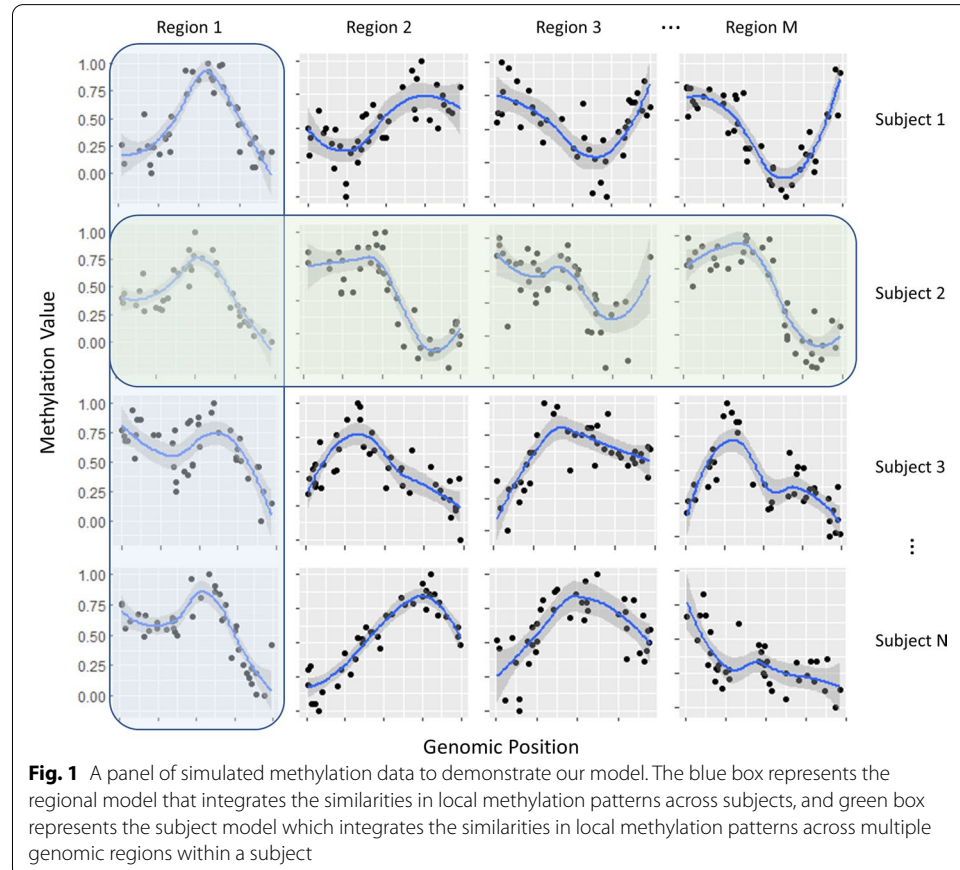 Region 1 Region 2 Region 3 ... Region M
1.00
0.75
0.50
0.25
0.00
Subject 1
1.00
0.75
0.50
0.25
0.00
Subject 2
Methylation Value
1.00
0.75
0.50
0.25
0.00
Subject 3
⋮
1.00
0.75
0.50
0.25
0.00
Subject N
Genomic Position
Fig. 1 A panel of simulated methylation data to demonstrate our model. The blue box represents the
regional model that integrates the similarities in local methylation patterns across subjects, and green box
represents the subject model which integrates the similarities in local methylation patterns across multiple
genomic regions within a subject